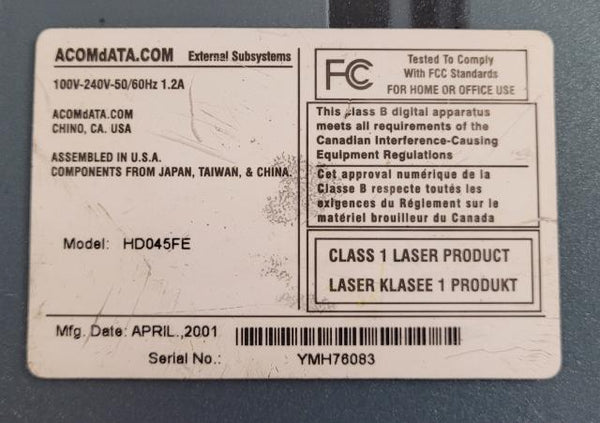 ACOMdATA.COM External Subsystems
100V-240V-50/60Hz 1.2A
ACOMdATA.COM
CHINO, CA. USA
ASSEMBLED IN U.S.A.
COMPONENTS FROM JAPAN, TAIWAN, & CHINA.
Model: HD045FE
FC
Tested To Comply
With FCC Standards
FOR HOME OR OFFICE USE
This class B digital apparatus
meets all requirements of the
Canadian Interference-Causing
Equipment Regulations
Cet approval numérique de la
Classe B respecte toutés les
exigences du Réglement sur le
matériel brouilleur du Canada
CLASS 1 LASER PRODUCT
LASER KLASEE 1 PRODUKT
Mfg. Date: APRIL.,2001
Serial No.: YMH76083